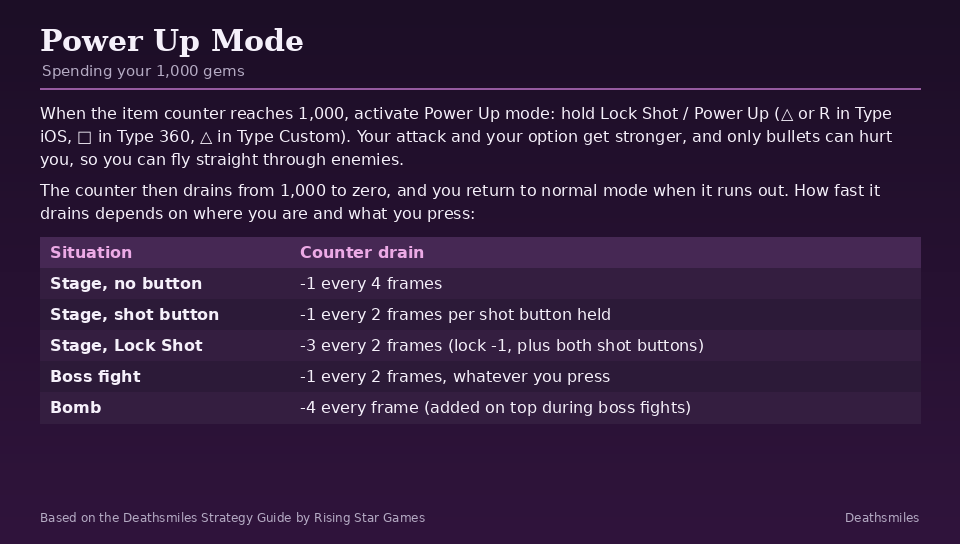 Power Up Mode
Spending your 1,000 gems
When the item counter reaches 1,000, activate Power Up mode: hold Lock Shot / Power Up (△ or R in Type
iOS, □ in Type 360, △ in Type Custom). Your attack and your option get stronger, and only bullets can hurt
you, so you can fly straight through enemies.
The counter then drains from 1,000 to zero, and you return to normal mode when it runs out. How fast it
drains depends on where you are and what you press:
Situation Counter drain
Stage, no button -1 every 4 frames
Stage, shot button -1 every 2 frames per shot button held
Stage, Lock Shot -3 every 2 frames (lock -1, plus both shot buttons)
Boss fight -1 every 2 frames, whatever you press
Bomb -4 every frame (added on top during boss fights)
Based on the Deathsmiles Strategy Guide by Rising Star Games Deathsmiles